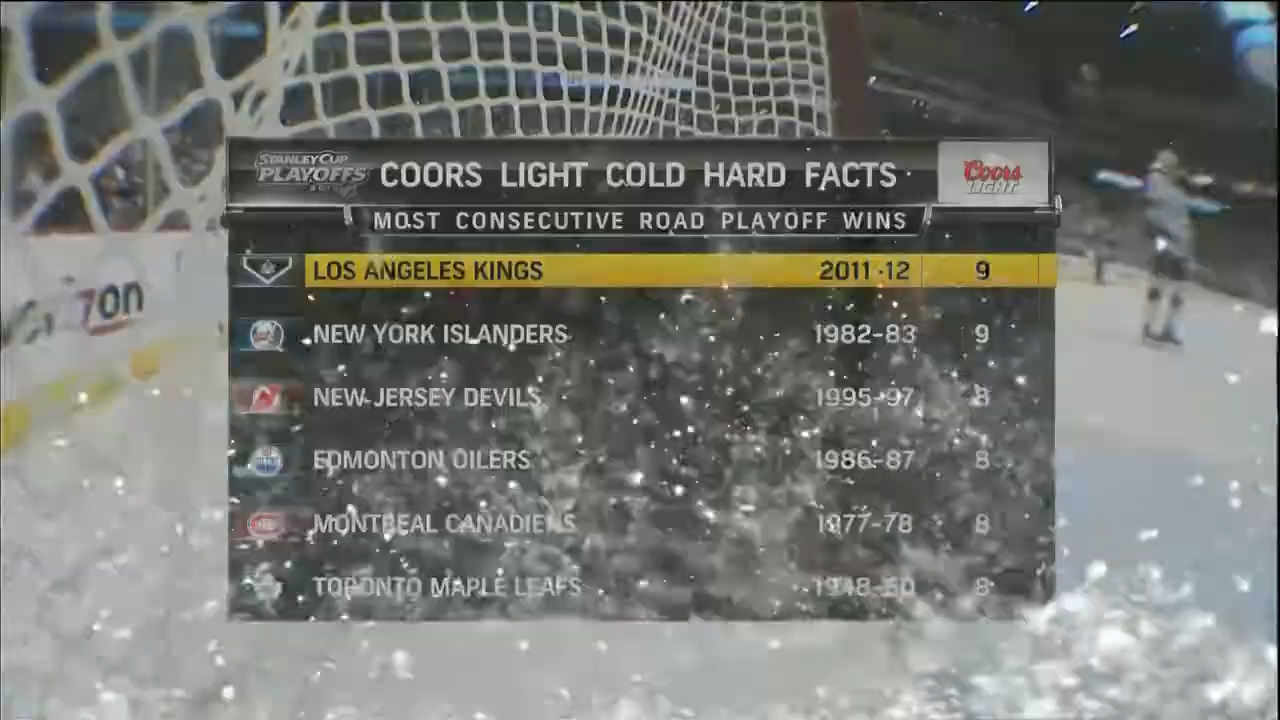 STANLEY CUP
PLAYOFFS
COORS LIGHT COLD HARD FACTS
Coors
LIGHT
MOST CONSECUTIVE ROAD PLAYOFF WINS
LOS ANGELES KINGS 2011-12 9
NEW YORK ISLANDERS 1982-83 9
NEW JERSEY DEVILS 1995-97 8
EDMONTON OILERS 1986-87 8
MONTREAL CANADIENS 1977-78 8
TORONTO MAPLE LEAFS 1948-50 8